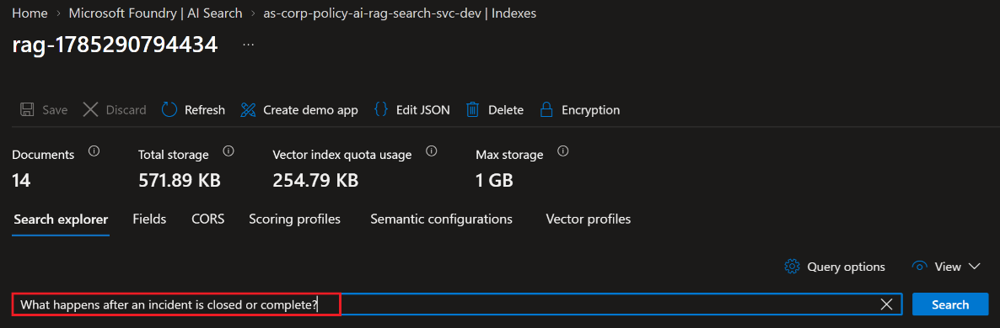 Home > Microsoft Foundry | AI Search > as-corp-policy-ai-rag-search-svc-dev | Indexes
rag-1785290794434 ...
Save Discard Refresh Create demo app {} Edit JSON Delete Encryption
Documents Total storage Vector index quota usage Max storage
14 571.89 KB 254.79 KB 1 GB
Search explorer Fields CORS Scoring profiles Semantic configurations Vector profiles
Query options View
What happens after an incident is closed or complete? Search